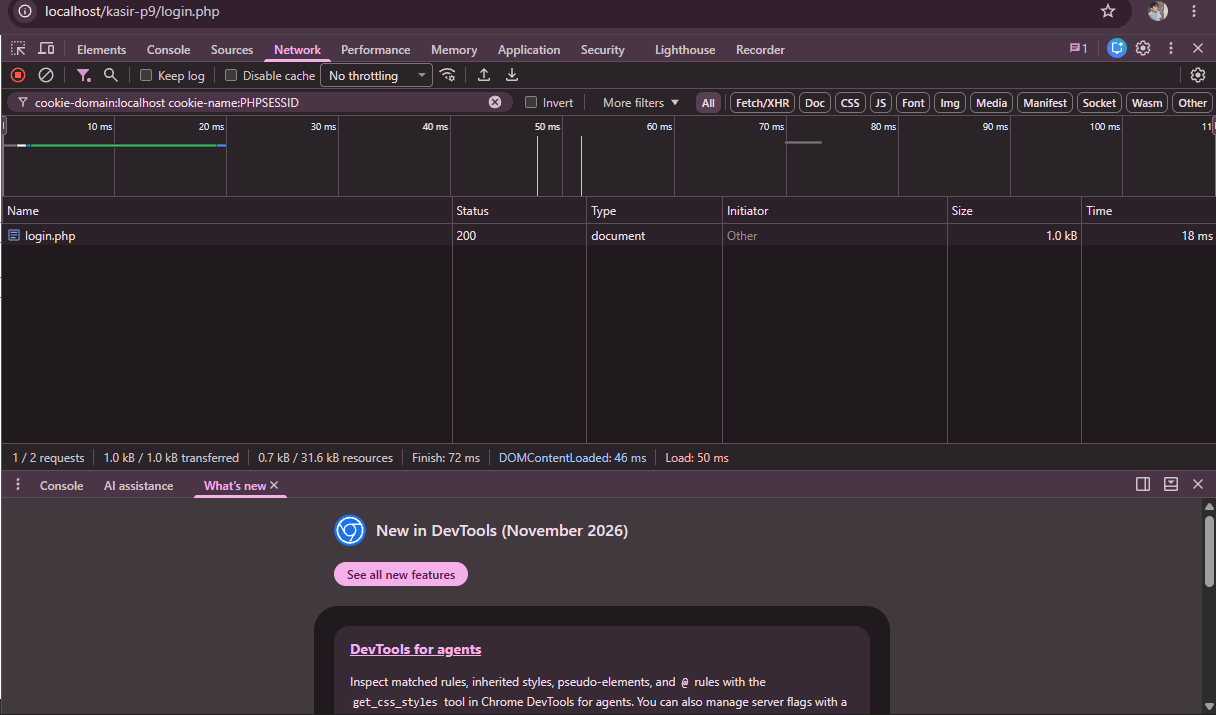 localhost/kasir-p9/login.php
Elements Console Sources Network Performance Memory Application Security Lighthouse Recorder 1
Keep log Disable cache No throttling
cookie-domain:localhost cookie-name:PHPSESSID Invert More filters All Fetch/XHR Doc CSS JS Font Img Media Manifest Socket Wasm Other
10 ms 20 ms 30 ms 40 ms 50 ms 60 ms 70 ms 80 ms 90 ms 100 ms 11
Name Status Type Initiator Size Time
login.php 200 document Other 1.0 kB 18 ms
1 / 2 requests 1.0 kB / 1.0 kB transferred 0.7 kB / 31.6 kB resources Finish: 72 ms DOMContentLoaded: 46 ms Load: 50 ms
Console AI assistance What's new
New in DevTools (November 2026)
See all new features
DevTools for agents
Inspect matched rules, inherited styles, pseudo-elements, and @ rules with the
get_css_styles tool in Chrome DevTools for agents. You can also manage server flags with a